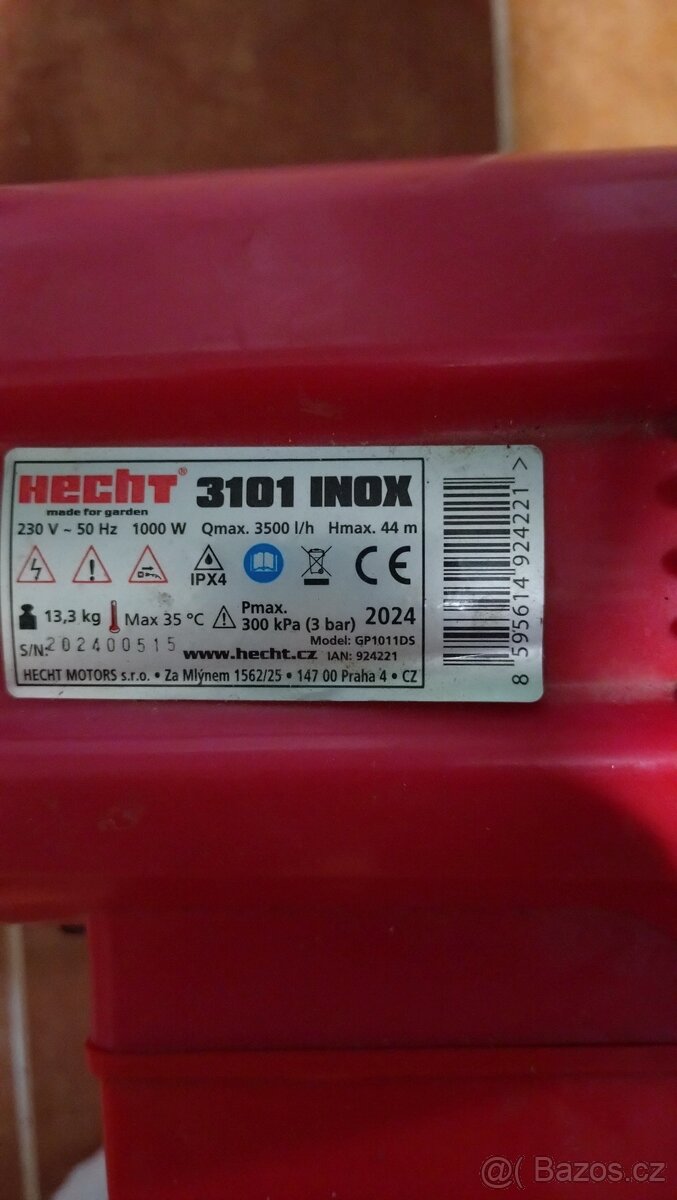 HECHT® 3101 INOX
made for garden
230 V ~ 50 Hz 1000 W Qmax. 3500 l/h Hmax. 44 m
IPX4
13,3 kg Max 35 °C Pmax. 300 kPa (3 bar) 2024
S/N: 202400515 Model: GP1011DS
www.hecht.cz IAN: 924221
HECHT MOTORS s.r.o. • Za Mlýnem 1562/25 • 147 00 Praha 4 • CZ
8 595614 924221 >
@( Bazos.cz